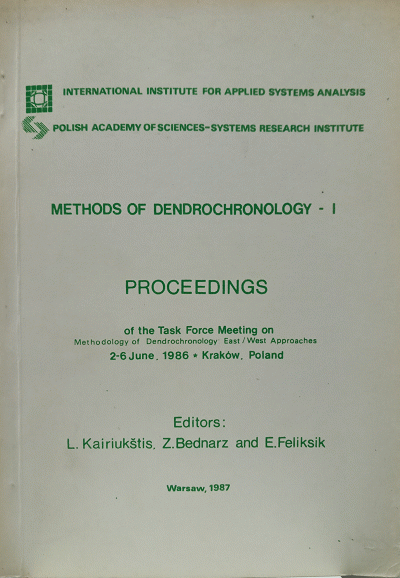 INTERNATIONAL INSTITUTE FOR APPLIED SYSTEMS ANALYSIS
POLISH ACADEMY OF SCIENCES-SYSTEMS RESEARCH INSTITUTE
METHODS OF DENDROCHRONOLOGY - I
PROCEEDINGS
of the Task Force Meeting on
Methodology of Dendrochronology: East/West Approaches
2-6 June, 1986 * Kraków, Poland
Editors:
L. Kairiukštis, Z. Bednarz and E. Feliksik
Warsaw, 1987